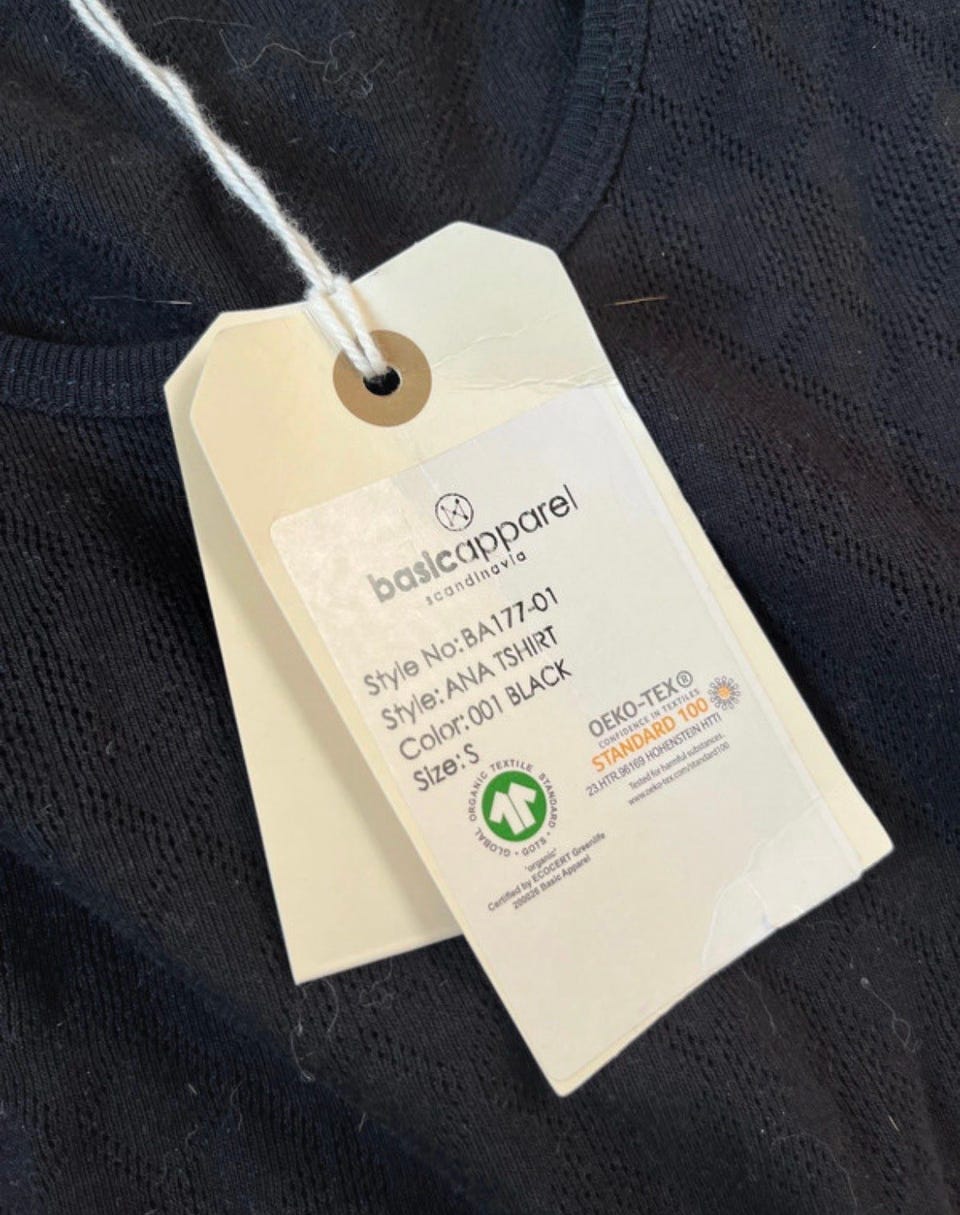 basicapparel
scandinavia
Style No: BA177-01
Style: ANA TSHIRT
Color: 001 BLACK
Size: S
OEKO-TEX®
CONFIDENCE IN TEXTILES
STANDARD 100
23.HTR.96169 HOHENSTEIN HTTI
Tested for harmful substances.
www.oeko-tex.com/standard100
GLOBAL ORGANIC TEXTILE STANDARD • GOTS •
'organic'
Certified by ECOCERT Greenlife
200026 Basic Apparel